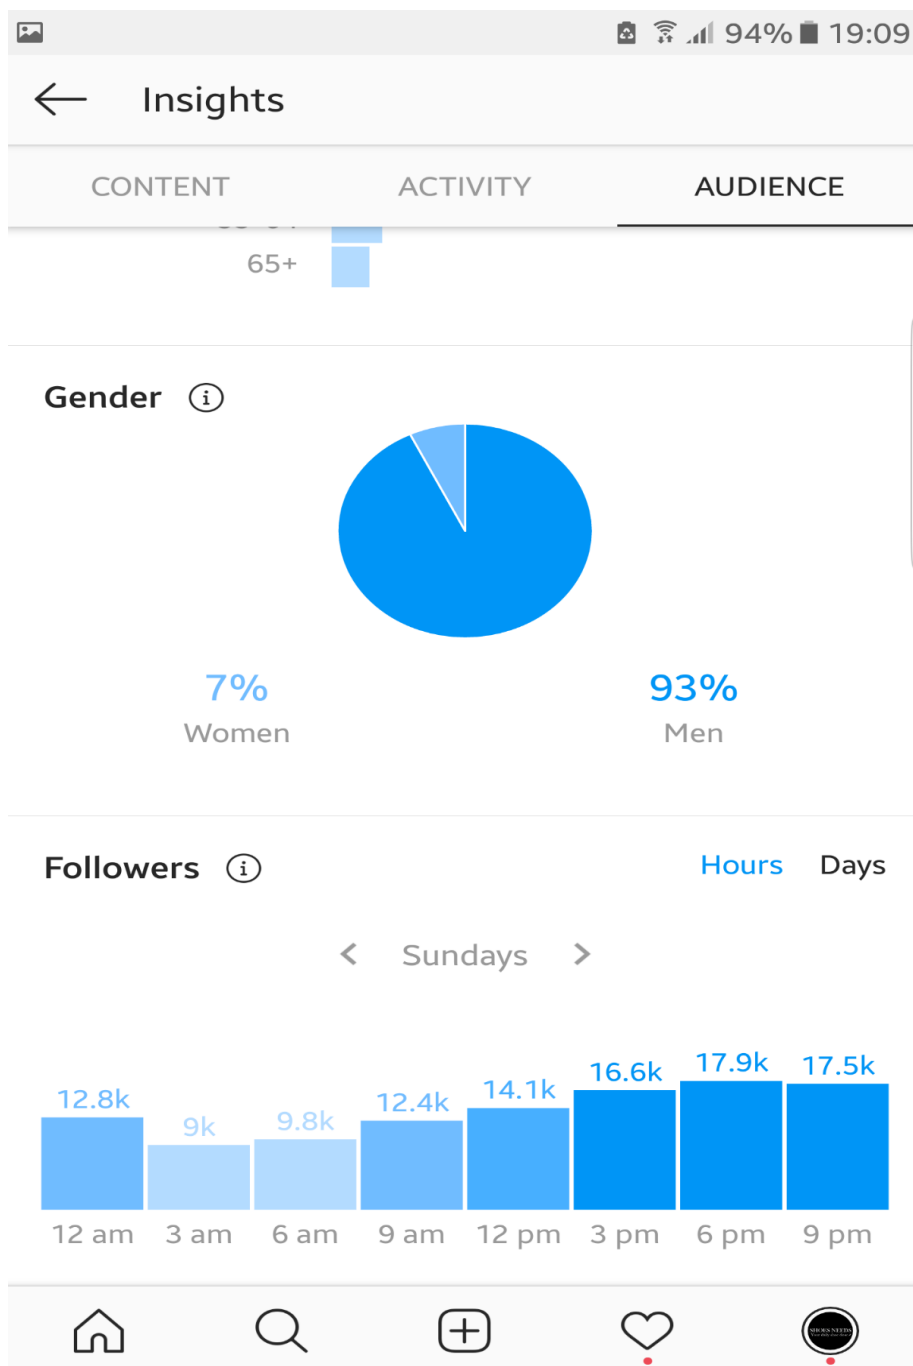 94% 19:09
Insights
CONTENT ACTIVITY AUDIENCE
65+
Gender
7% 93%
Women Men
Followers Hours Days
< Sundays >
12.8k 9k 9.8k 12.4k 14.1k 16.6k 17.9k 17.5k
12 am 3 am 6 am 9 am 12 pm 3 pm 6 pm 9 pm
SHOES NEEDS